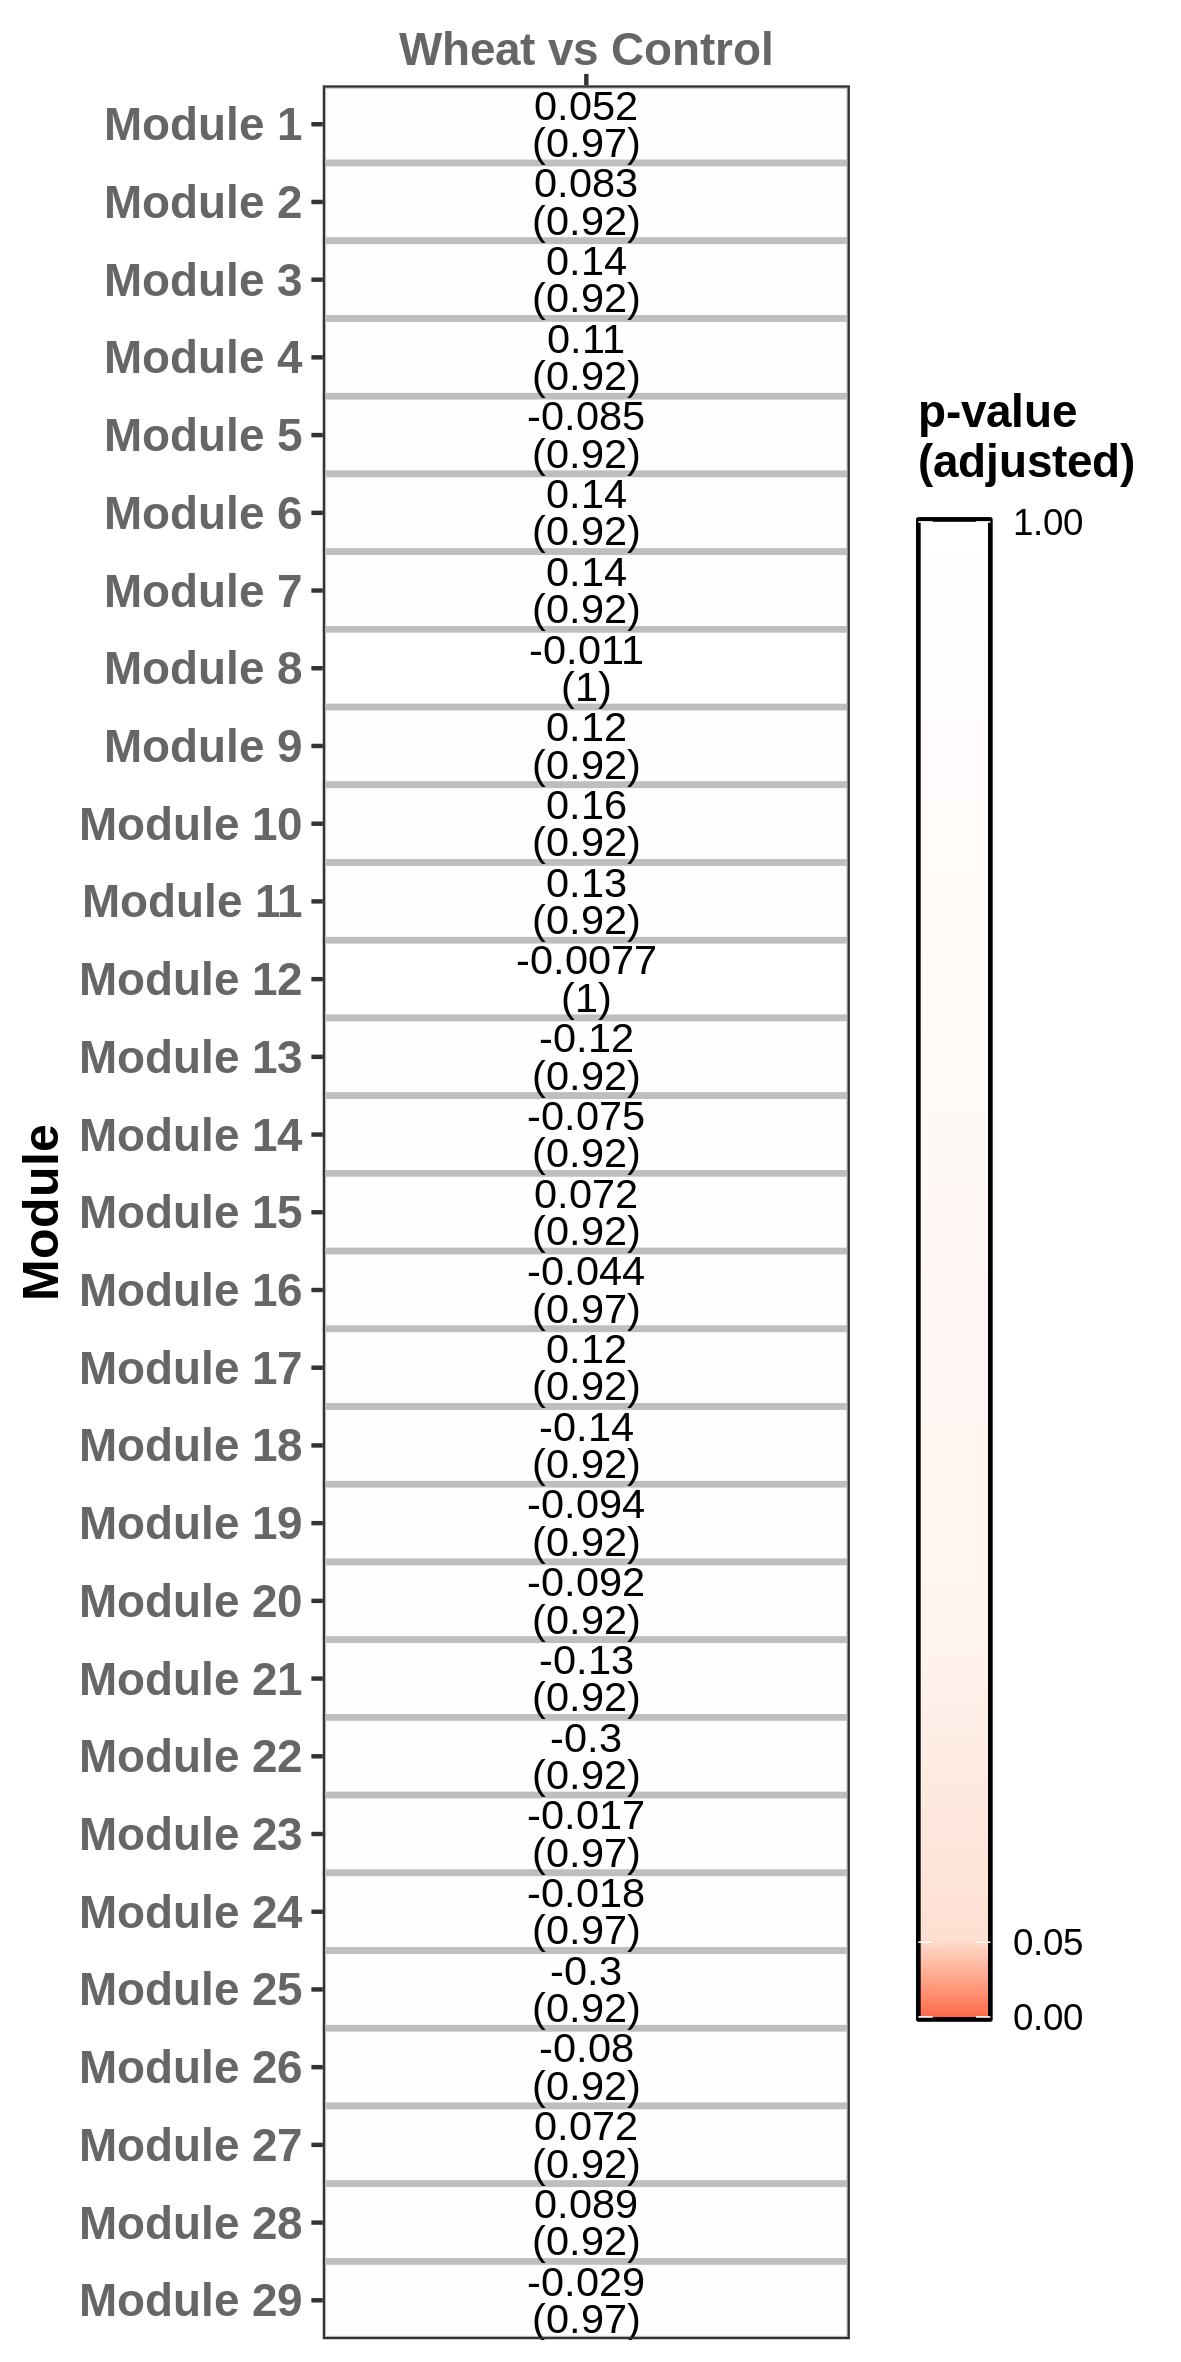 Wheat vs Control
Module 1
0.052
(0.97)
Module 2
0.083
(0.92)
Module 3
0.14
(0.92)
Module 4
0.11
(0.92)
Module 5
-0.085
(0.92)
Module 6
0.14
(0.92)
Module 7
0.14
(0.92)
Module 8
-0.011
(1)
Module 9
0.12
(0.92)
Module 10
0.16
(0.92)
Module 11
0.13
(0.92)
Module 12
-0.0077
(1)
Module 13
-0.12
(0.92)
Module 14
-0.075
(0.92)
Module 15
0.072
(0.92)
Module 16
-0.044
(0.97)
Module 17
0.12
(0.92)
Module 18
-0.14
(0.92)
Module 19
-0.094
(0.92)
Module 20
-0.092
(0.92)
Module 21
-0.13
(0.92)
Module 22
-0.3
(0.92)
Module 23
-0.017
(0.97)
Module 24
-0.018
(0.97)
Module 25
-0.3
(0.92)
Module 26
-0.08
(0.92)
Module 27
0.072
(0.92)
Module 28
0.089
(0.92)
Module 29
-0.029
(0.97)
Module
p-value
(adjusted)
1.00
0.05
0.00